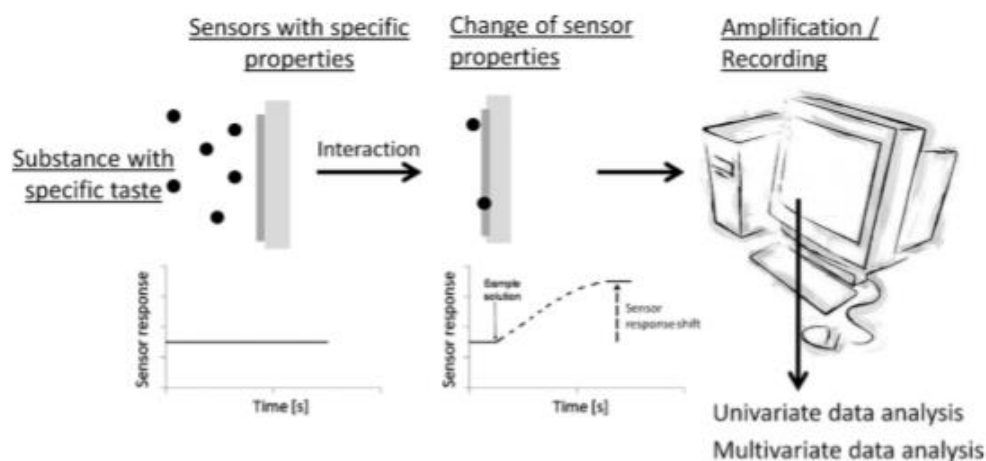 Sensors with specific
properties
Change of sensor
properties
Amplification /
Recording
Substance with
specific taste
Interaction
Sensor response
Time [s]
Sensor response
Sample
solution
Sensor
response shift
Time [s]
Univariate data analysis
Multivariate data analysis